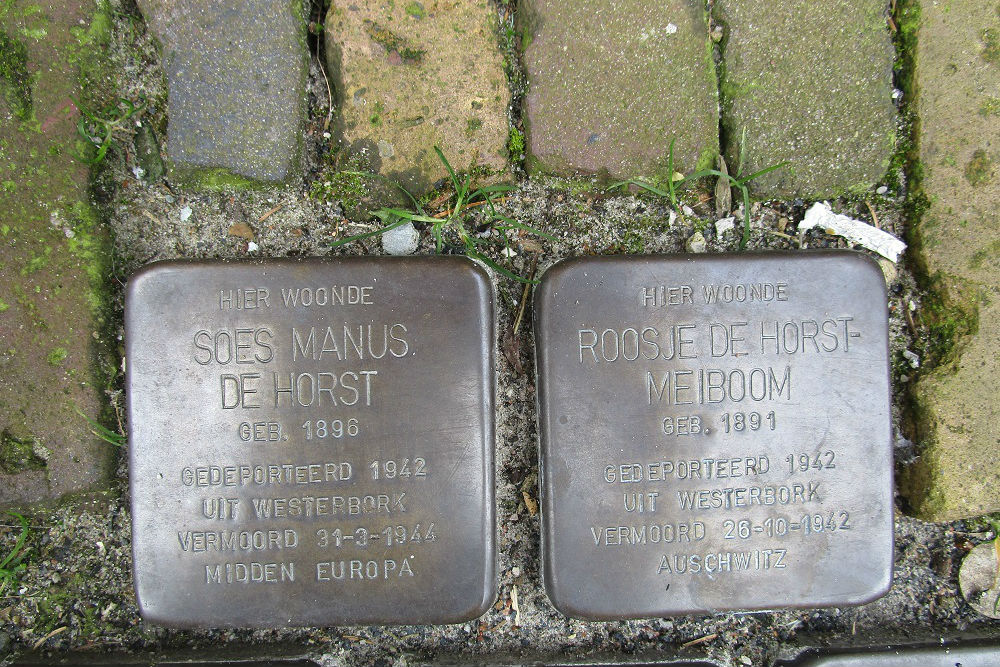 HIER WOONDE
SOES MANUS
DE HORST
GEB. 1896
GEDEPORTEERD 1942
UIT WESTERBORK
VERMOORD 31-3-1944
MIDDEN EUROPA
HIER WOONDE
ROOSJE DE HORST-
MEIBOOM
GEB. 1891
GEDEPORTEERD 1942
UIT WESTERBORK
VERMOORD 26-10-1942
AUSCHWITZ